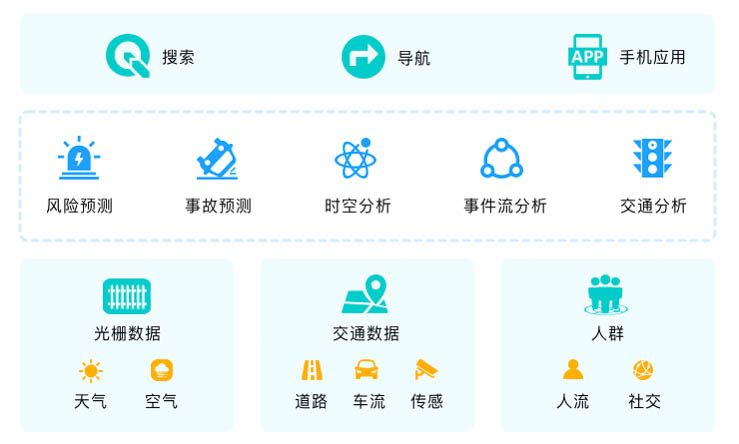 搜索
导航
APP
手机应用
风险预测
事故预测
时空分析
事件流分析
交通分析
光栅数据
交通数据
人群
天气
空气
道路
车流
传感
人流
社交